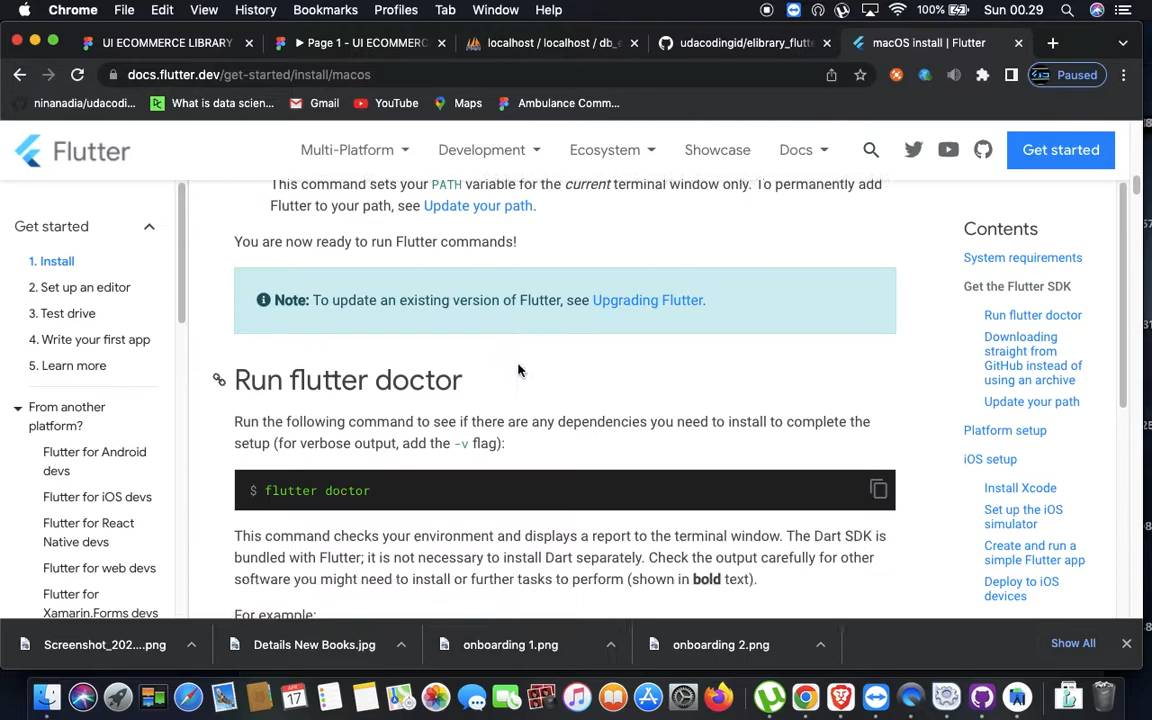 Chrome File Edit View History Bookmarks Profiles Tab Window Help 100% Sun 00.29
UI ECOMMERCE LIBRARY Page 1 - UI ECOMMERC localhost / localhost / db_e udacodingid/elibrary_flutte macOS install | Flutter
docs.flutter.dev/get-started/install/macos Paused
ninanadia/udacodi... What is data scien... Gmail YouTube Maps Ambulance Comm...
Flutter Multi-Platform Development Ecosystem Showcase Docs Get started
Get started
1. Install
2. Set up an editor
3. Test drive
4. Write your first app
5. Learn more
From another
platform?
Flutter for Android
devs
Flutter for iOS devs
Flutter for React
Native devs
Flutter for web devs
Flutter for
Xamarin.Forms devs
This command sets your PATH variable for the current terminal window only. To permanently add
Flutter to your path, see Update your path.
You are now ready to run Flutter commands!
Note: To update an existing version of Flutter, see Upgrading Flutter.
Run flutter doctor
Run the following command to see if there are any dependencies you need to install to complete the
setup (for verbose output, add the -v flag):
$ flutter doctor
This command checks your environment and displays a report to the terminal window. The Dart SDK is
bundled with Flutter; it is not necessary to install Dart separately. Check the output carefully for other
software you might need to install or further tasks to perform (shown in bold text).
For example:
Contents
System requirements
Get the Flutter SDK
Run flutter doctor
Downloading
straight from
GitHub instead of
using an archive
Update your path
Platform setup
iOS setup
Install Xcode
Set up the iOS
simulator
Create and run a
simple Flutter app
Deploy to iOS
devices
Screenshot_202....png Details New Books.jpg onboarding 1.png onboarding 2.png Show All
APR
17